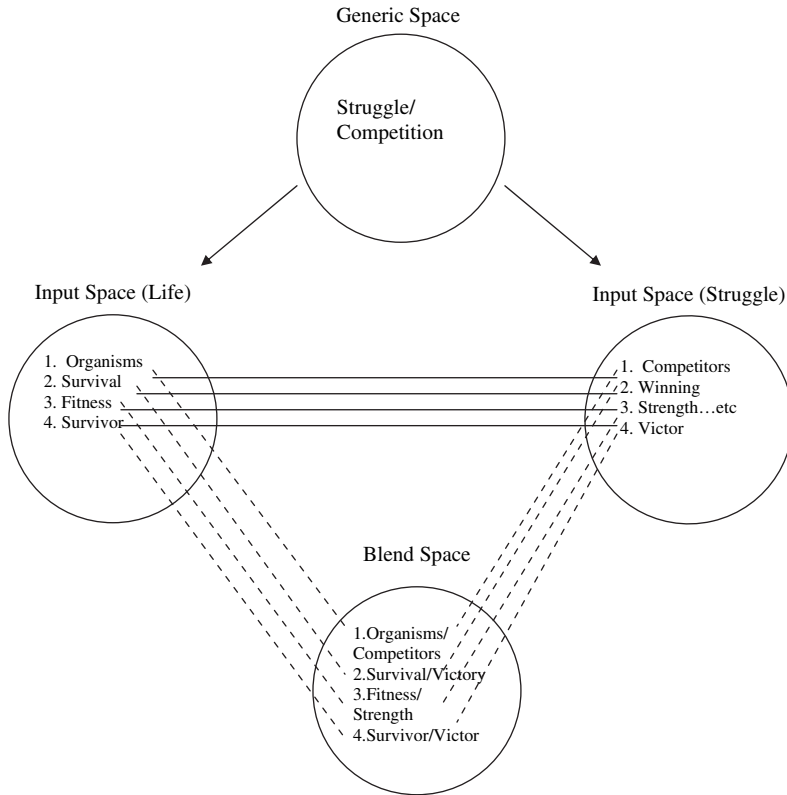 Generic Space
Struggle/
Competition
Input Space (Life)
1. Organisms
2. Survival
3. Fitness
4. Survivor
Input Space (Struggle)
1. Competitors
2. Winning
3. Strength...etc
4. Victor
Blend Space
1.Organisms/
Competitors
2.Survival/Victory
3.Fitness/
Strength
4.Survivor/Victor